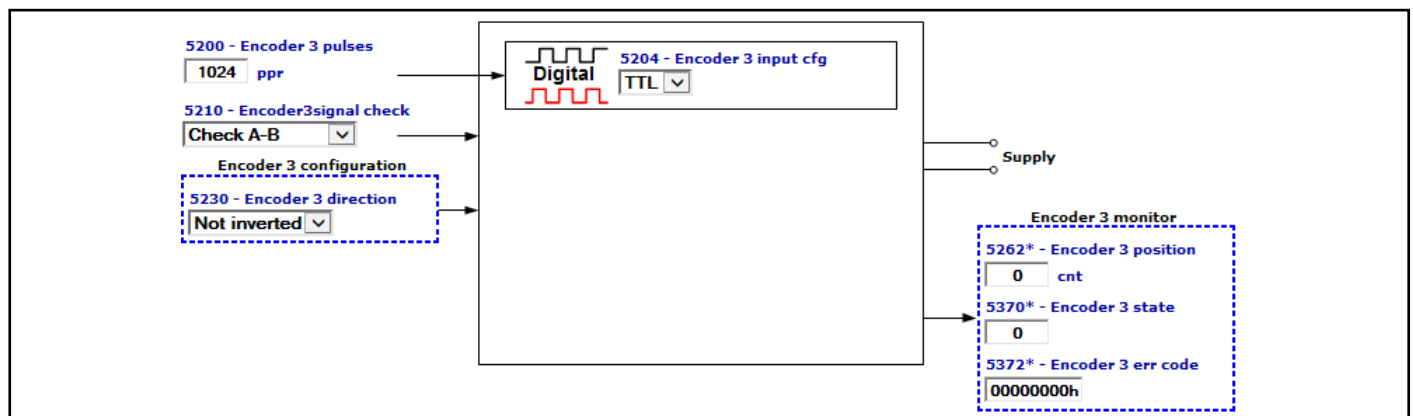 5200 - Encoder 3 pulses
1024 ppr
5204 - Encoder 3 input cfg
Digital
TTL
5210 - Encoder3signal check
Check A-B
Encoder 3 configuration
5230 - Encoder 3 direction
Not inverted
Supply
Encoder 3 monitor
5262* - Encoder 3 position
0 cnt
5370* - Encoder 3 state
0
5372* - Encoder 3 err code
00000000h